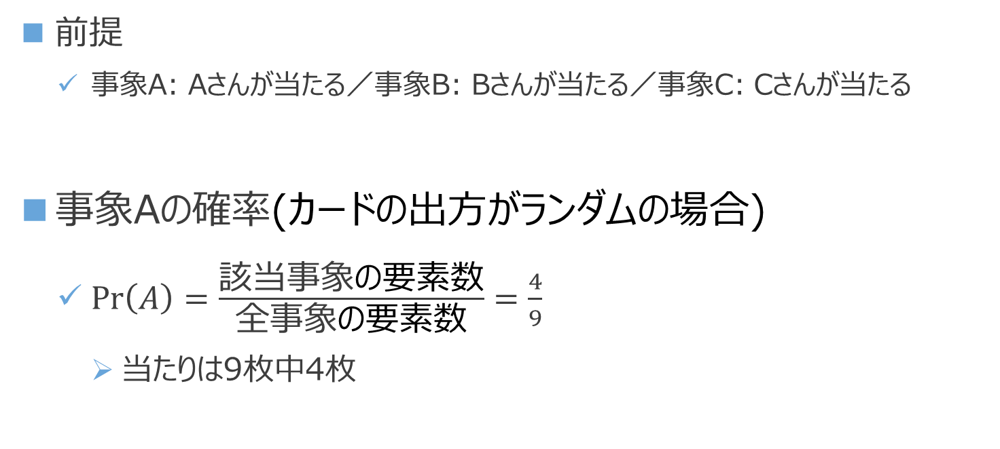 前提
事象A: Aさんが当たる／事象B: Bさんが当たる／事象C: Cさんが当たる
事象Aの確率(カードの出方がランダムの場合)
Pr(A) = 該当事象の要素数/全事象の要素数 = 4/9
当たりは9枚中4枚